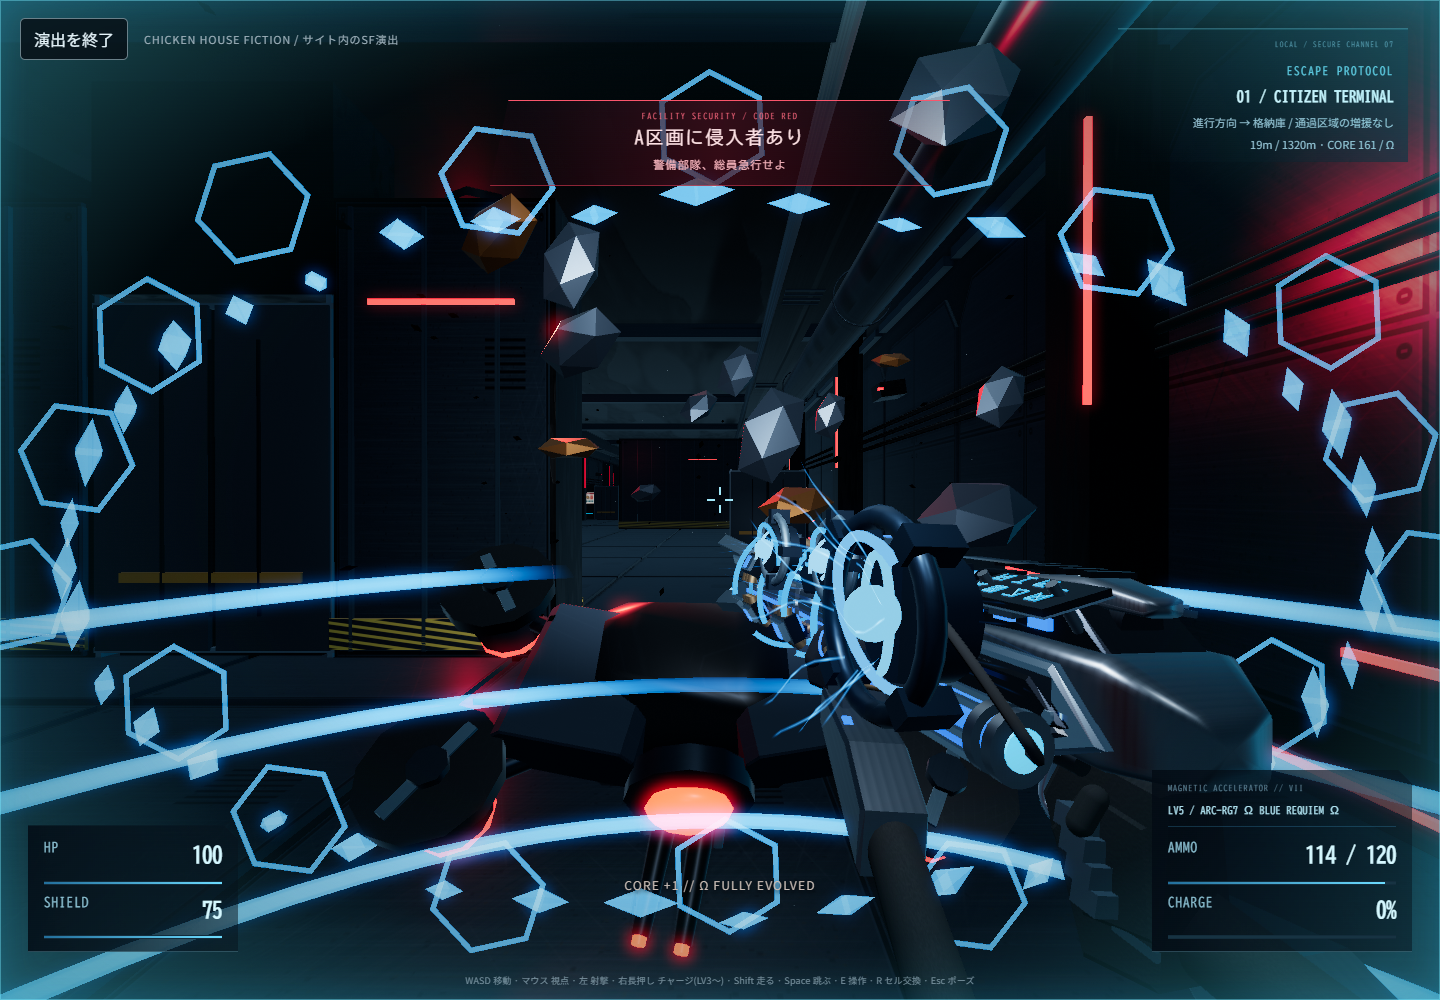 演出を終了
CHICKEN HOUSE FICTION / サイト内のSF演出
LOCAL / SECURE CHANNEL 07
ESCAPE PROTOCOL
01 / CITIZEN TERMINAL
進行方向 → 格納庫 / 通過区域の増援なし
19m / 1320m · CORE 161 / Ω
FACILITY SECURITY / CODE RED
A区画に侵入者あり
警備部隊、総員急行せよ
HP 100
SHIELD 75
CORE +1 // Ω FULLY EVOLVED
MAGNETIC ACCELERATOR // VII
LV5 / ARC-RG7 Ω BLUE REQUIEM Ω
AMMO 114 / 120
CHARGE 0%
WASD 移動 · マウス 視点 · 左 射撃 · 右長押し チャージ(LV3〜) · Shift 走る · Space 跳ぶ · E 操作 · R セル交換 · Esc ポーズ